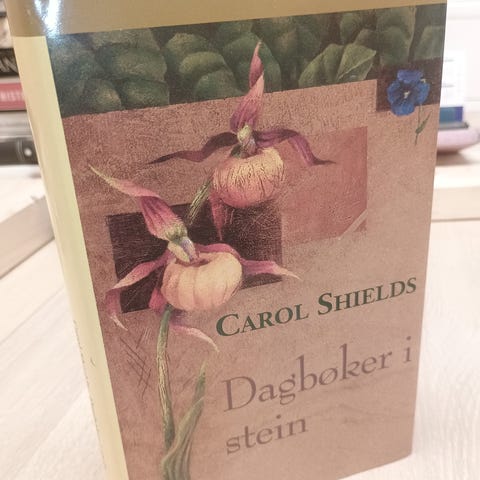 CAROL SHIELDS
Dagbøker i
stein